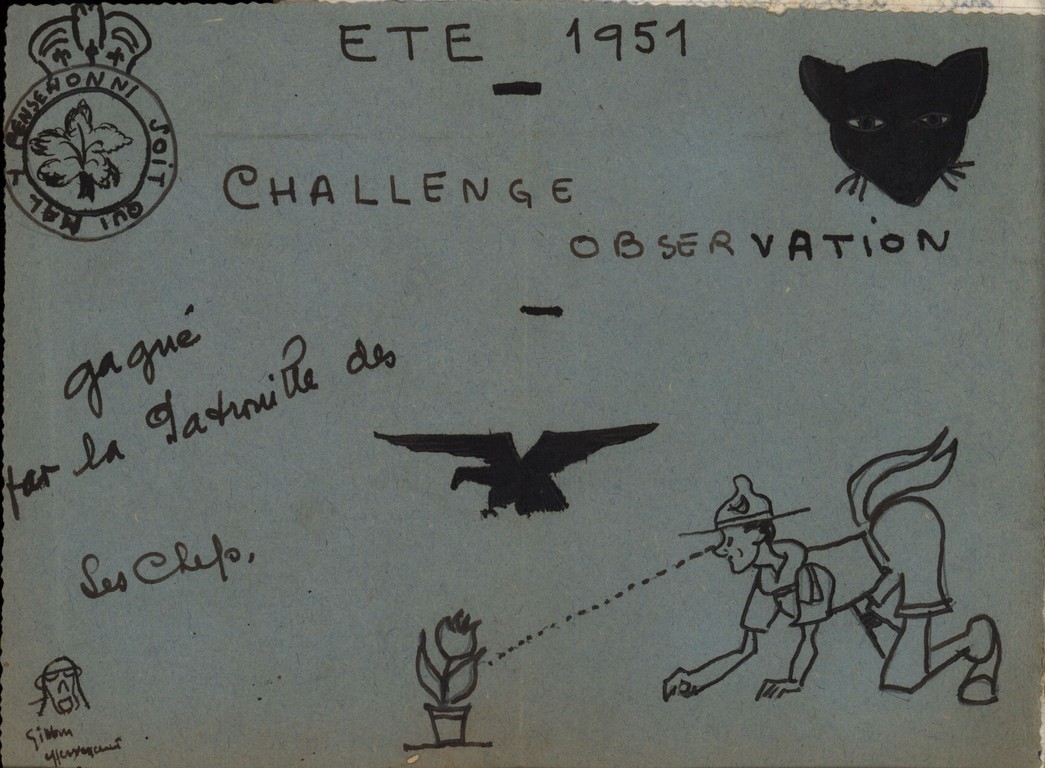 ETE 1951
HONNI SOIT QUI MAL Y PENSE
CHALLENGE
OBSERVATION
gagné
par la Patrouille des
Les Chefs.